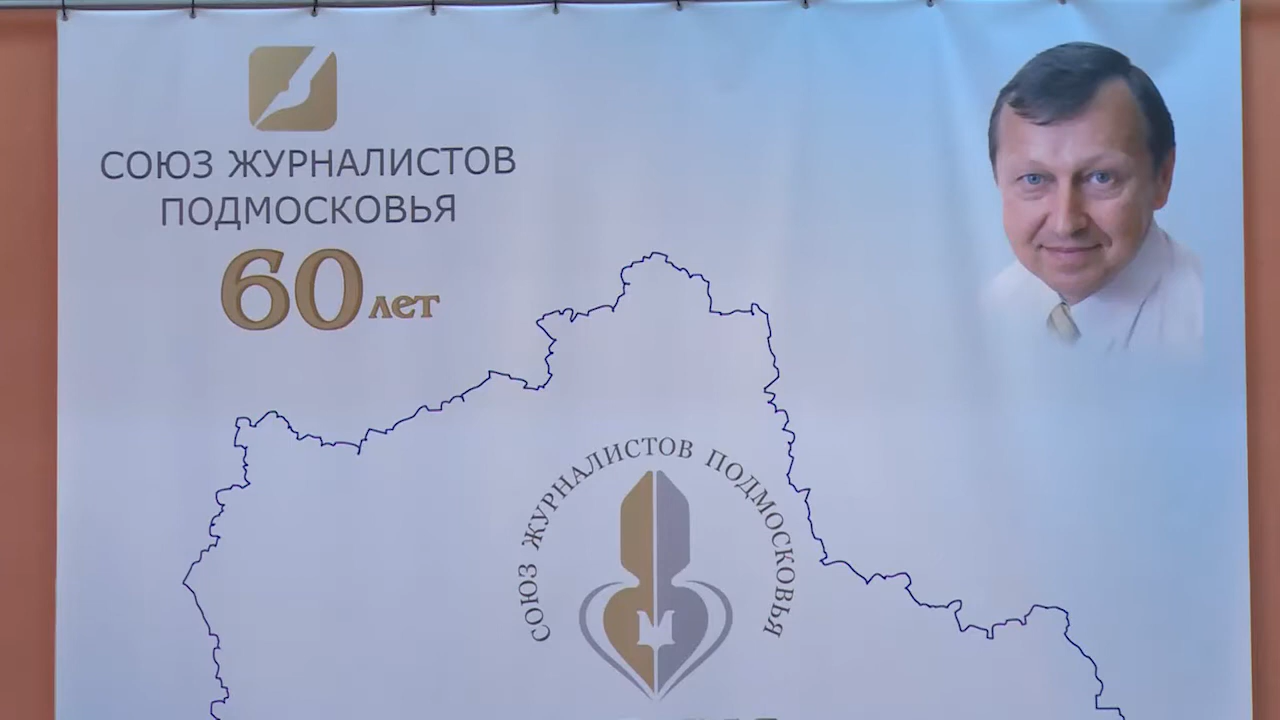 СОЮЗ ЖУРНАЛИСТОВ
ПОДМОСКОВЬЯ
60 лет
СОЮЗ ЖУРНАЛИСТОВ ПОДМОСКОВЬЯ